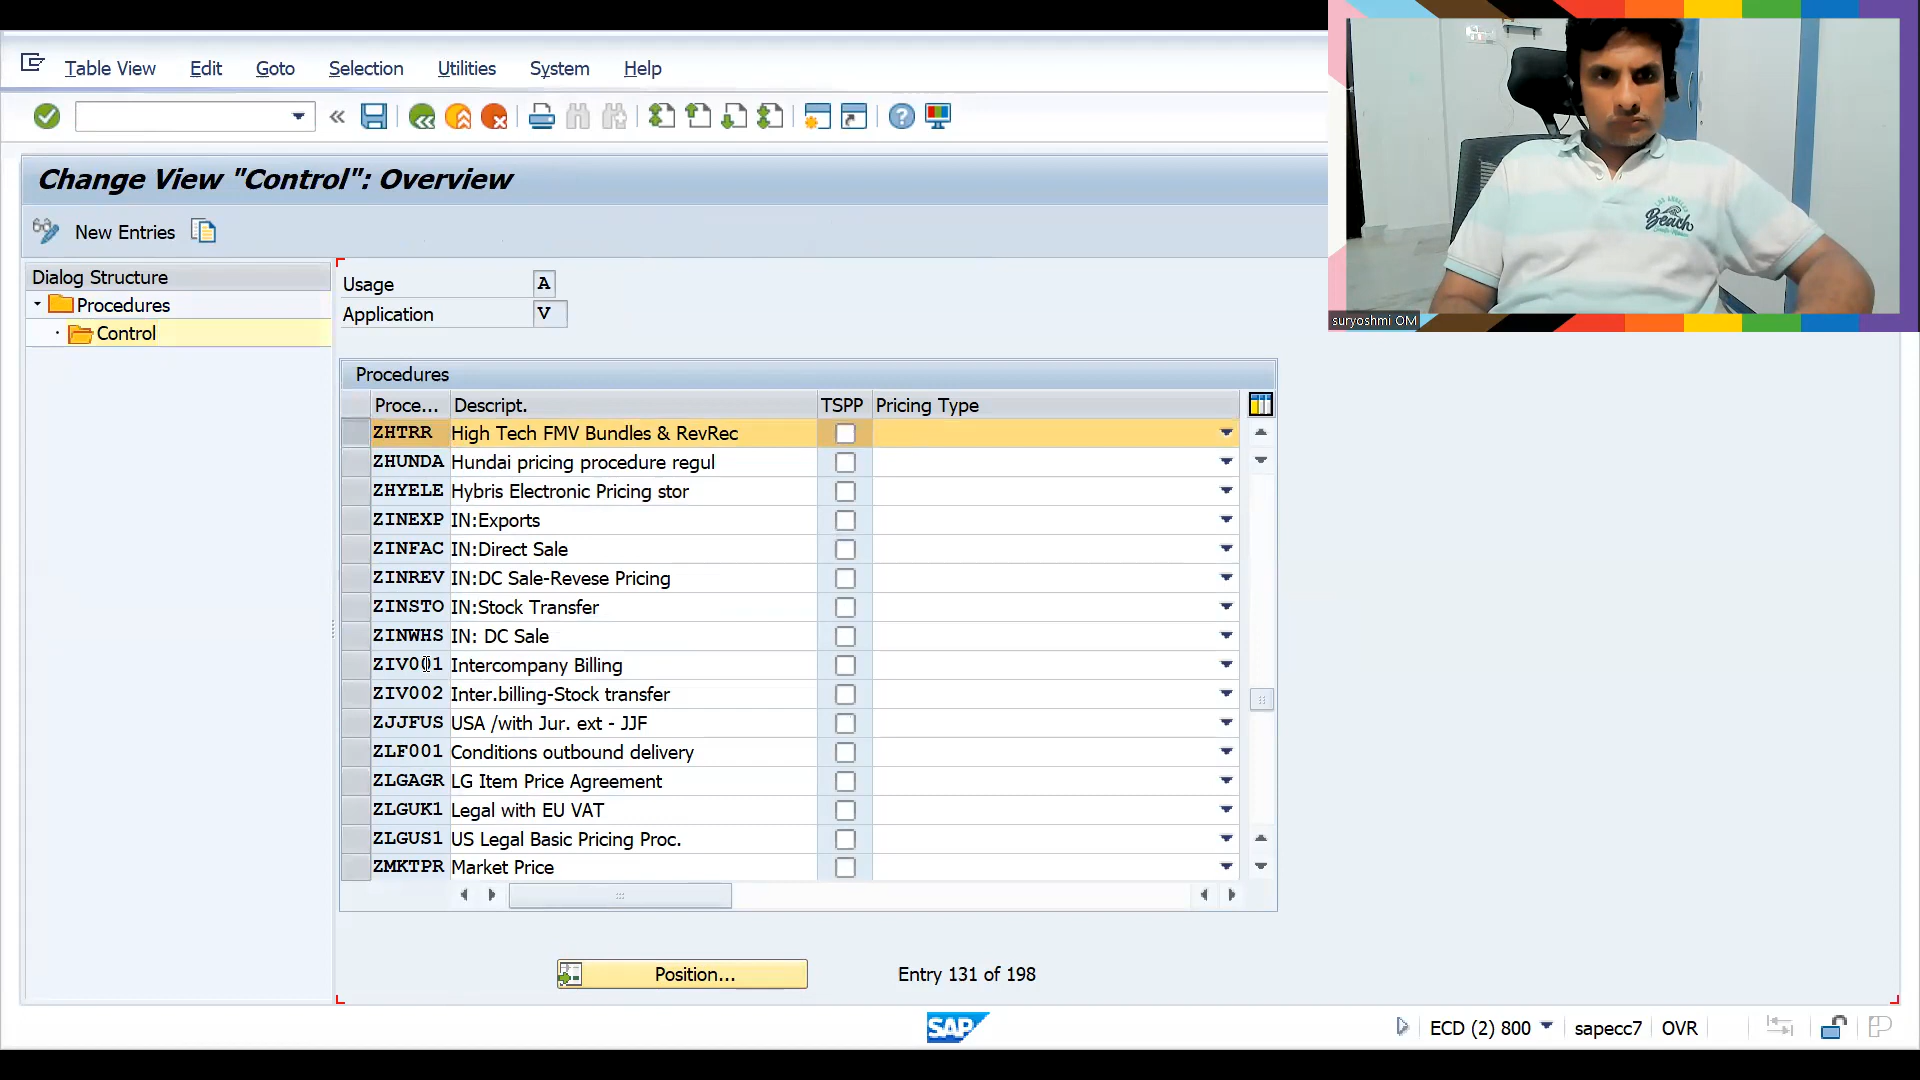 Table View Edit Goto Selection Utilities System Help
Change View "Control": Overview
New Entries
Dialog Structure
Procedures
Control
Usage A
Application V
Procedures
Proce... Descript. TSPP Pricing Type
ZHTRR High Tech FMV Bundles & RevRec
ZHUNDA Hundai pricing procedure regul
ZHYELE Hybris Electronic Pricing stor
ZINEXP IN:Exports
ZINFAC IN:Direct Sale
ZINREV IN:DC Sale-Revese Pricing
ZINSTO IN:Stock Transfer
ZINWHS IN: DC Sale
ZIV001 Intercompany Billing
ZIV002 Inter.billing-Stock transfer
ZJJFUS USA /with Jur. ext - JJF
ZLF001 Conditions outbound delivery
ZLGAGR LG Item Price Agreement
ZLGUK1 Legal with EU VAT
ZLGUS1 US Legal Basic Pricing Proc.
ZMKTPR Market Price
Position... Entry 131 of 198
SAP
ECD (2) 800 sapecc7 OVR
Beach
suryoshmi OM